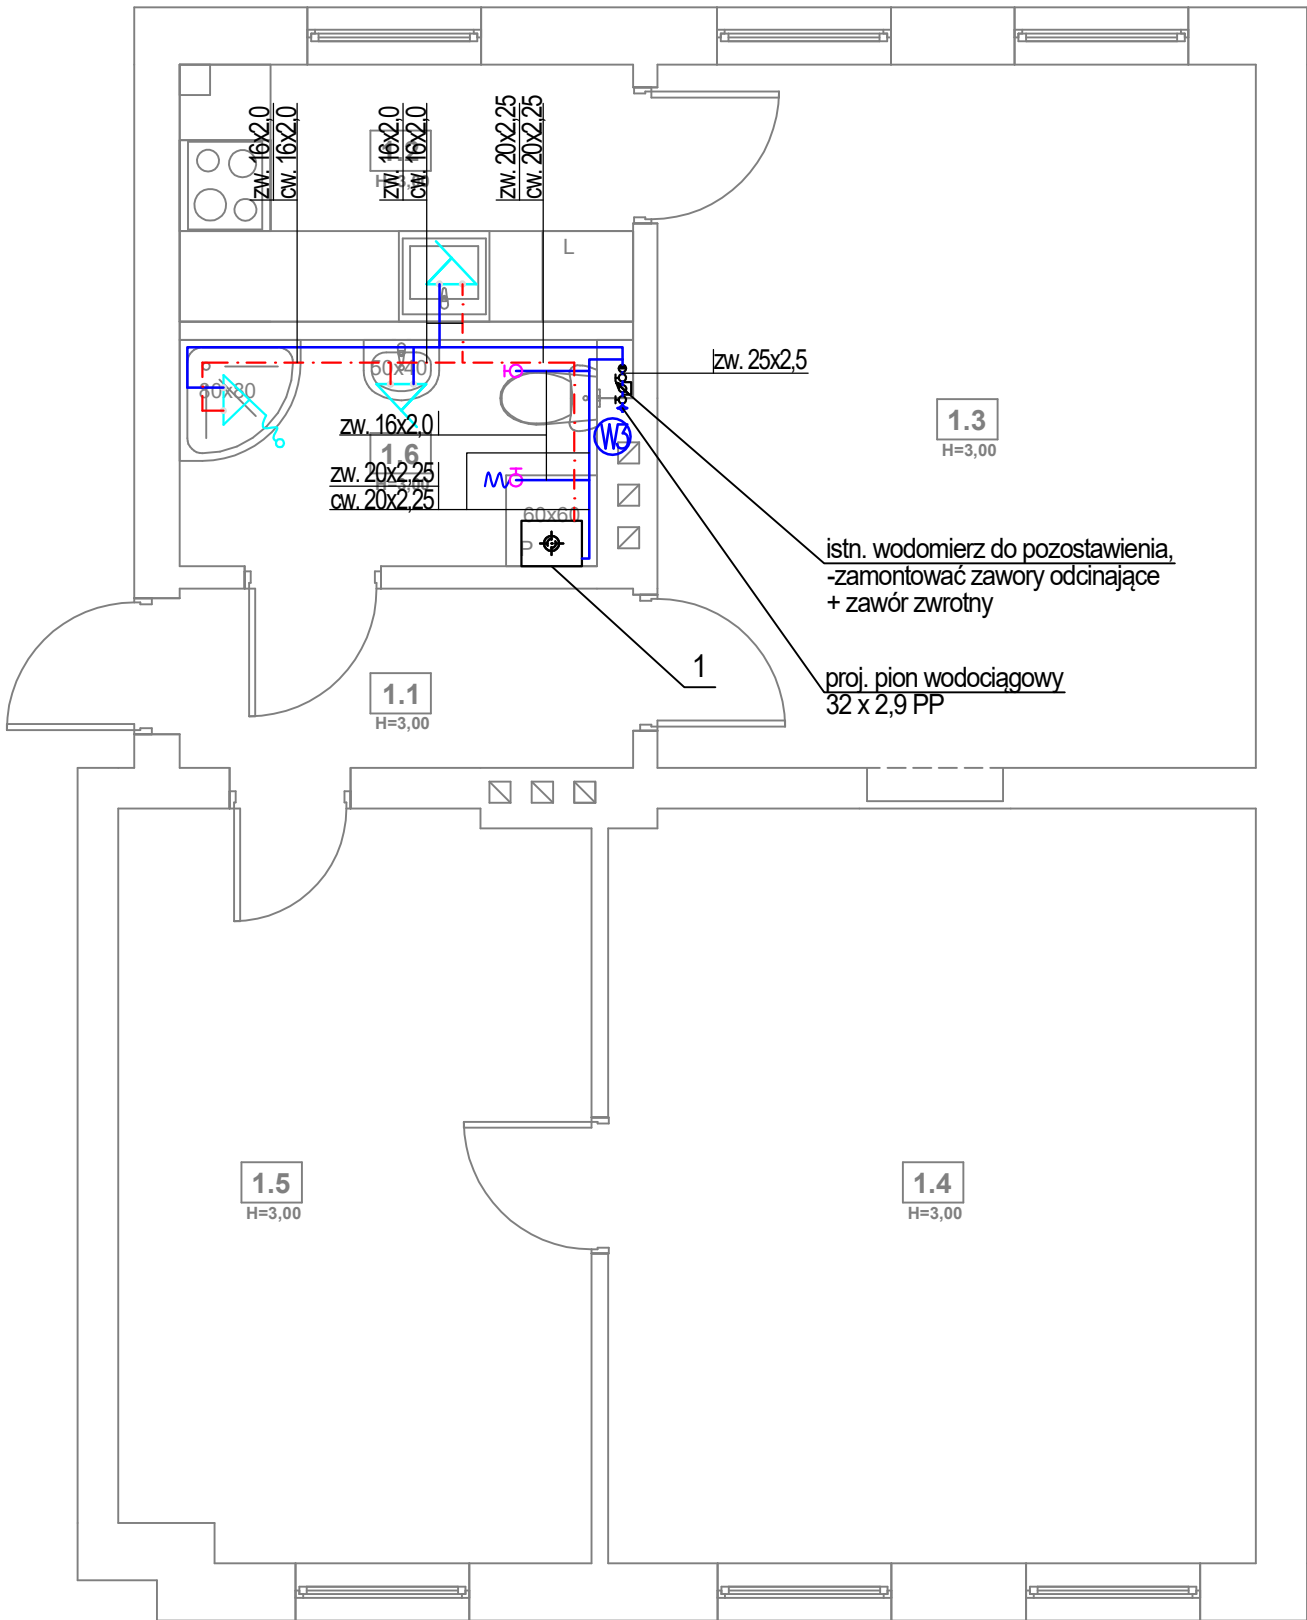 zw. 16x2,0
cw. 16x2,0
zw. 16x2,0
cw. 16x2,0
zw. 20x2,25
cw. 20x2,25
L
zw. 25x2,5
80x80
60x40
W3
zw. 16x2,0
1.6
H=3,00
zw. 20x2,25
cw. 20x2,25
60x60
P
1.3
H=3,00
istn. wodomierz do pozostawienia,
-zamontować zawory odcinające
+ zawór zwrotny
1
proj. pion wodociągowy
32 x 2,9 PP
1.1
H=3,00
1.5
H=3,00
1.4
H=3,00